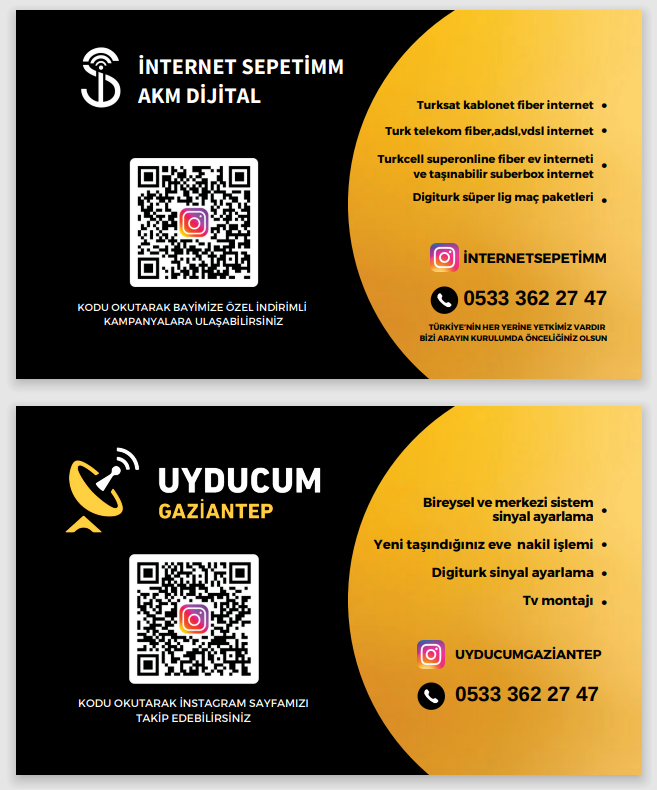 İNTERNET SEPETİMM
AKM DİJİTAL
KODU OKUTARAK BAYİMİZE ÖZEL İNDİRİMLİ
KAMPANYALARA ULAŞABİLİRSİNİZ
Turksat kablonet fiber internet •
Turk telekom fiber,adsl,vdsl internet •
Turkcell superonline fiber ev interneti
ve taşınabilir suberbox internet •
Digiturk süper lig maç paketleri •
İNTERNETSEPETİMM
0533 362 27 47
TÜRKİYE'NİN HER YERİNE YETKİMİZ VARDIR
BİZİ ARAYIN KURULUMDA ÖNCELİĞİNİZ OLSUN
UYDUCUM
GAZİANTEP
KODU OKUTARAK İNSTAGRAM SAYFAMIZI
TAKİP EDEBİLİRSİNİZ
Bireysel ve merkezi sistem
sinyal ayarlama •
Yeni taşındığınız eve nakil işlemi •
Digiturk sinyal ayarlama •
Tv montajı •
UYDUCUMGAZİANTEP
0533 362 27 47